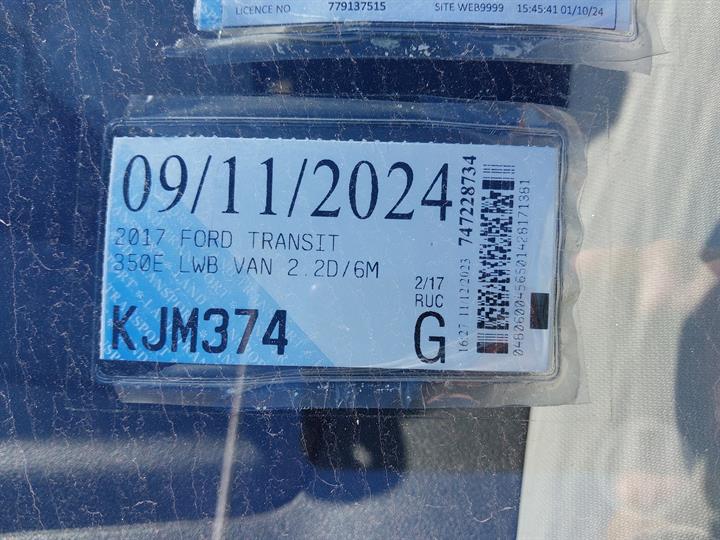 LICENCE NO 779137515 SITE WEB9999 15:45:41 01/10/24
09/11/2024
2017 FORD TRANSIT
350E LWB VAN 2.2D/6M
2/17
RUC
KJM374
G
16:27 11/12/2023 747228734
0480600456501428171381